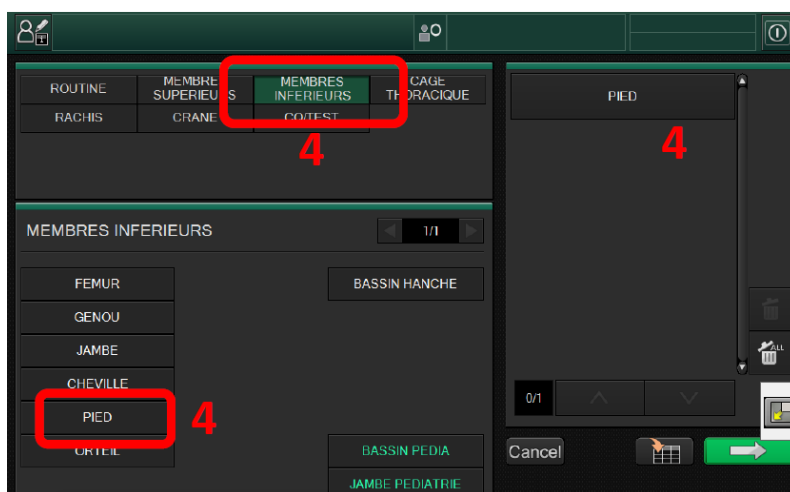 ROUTINE
MEMBRE
SUPERIEURS
MEMBRES
INFERIEURS
CAGE
THORACIQUE
RACHIS
CRANE
CO/TEST
4
MEMBRES INFERIEURS
1/1
FEMUR
BASSIN HANCHE
GENOU
JAMBE
CHEVILLE
PIED
4
ORTEIL
BASSIN PEDIA
JAMBE PEDIATRIE
PIED
4
ALL
0/1
Cancel